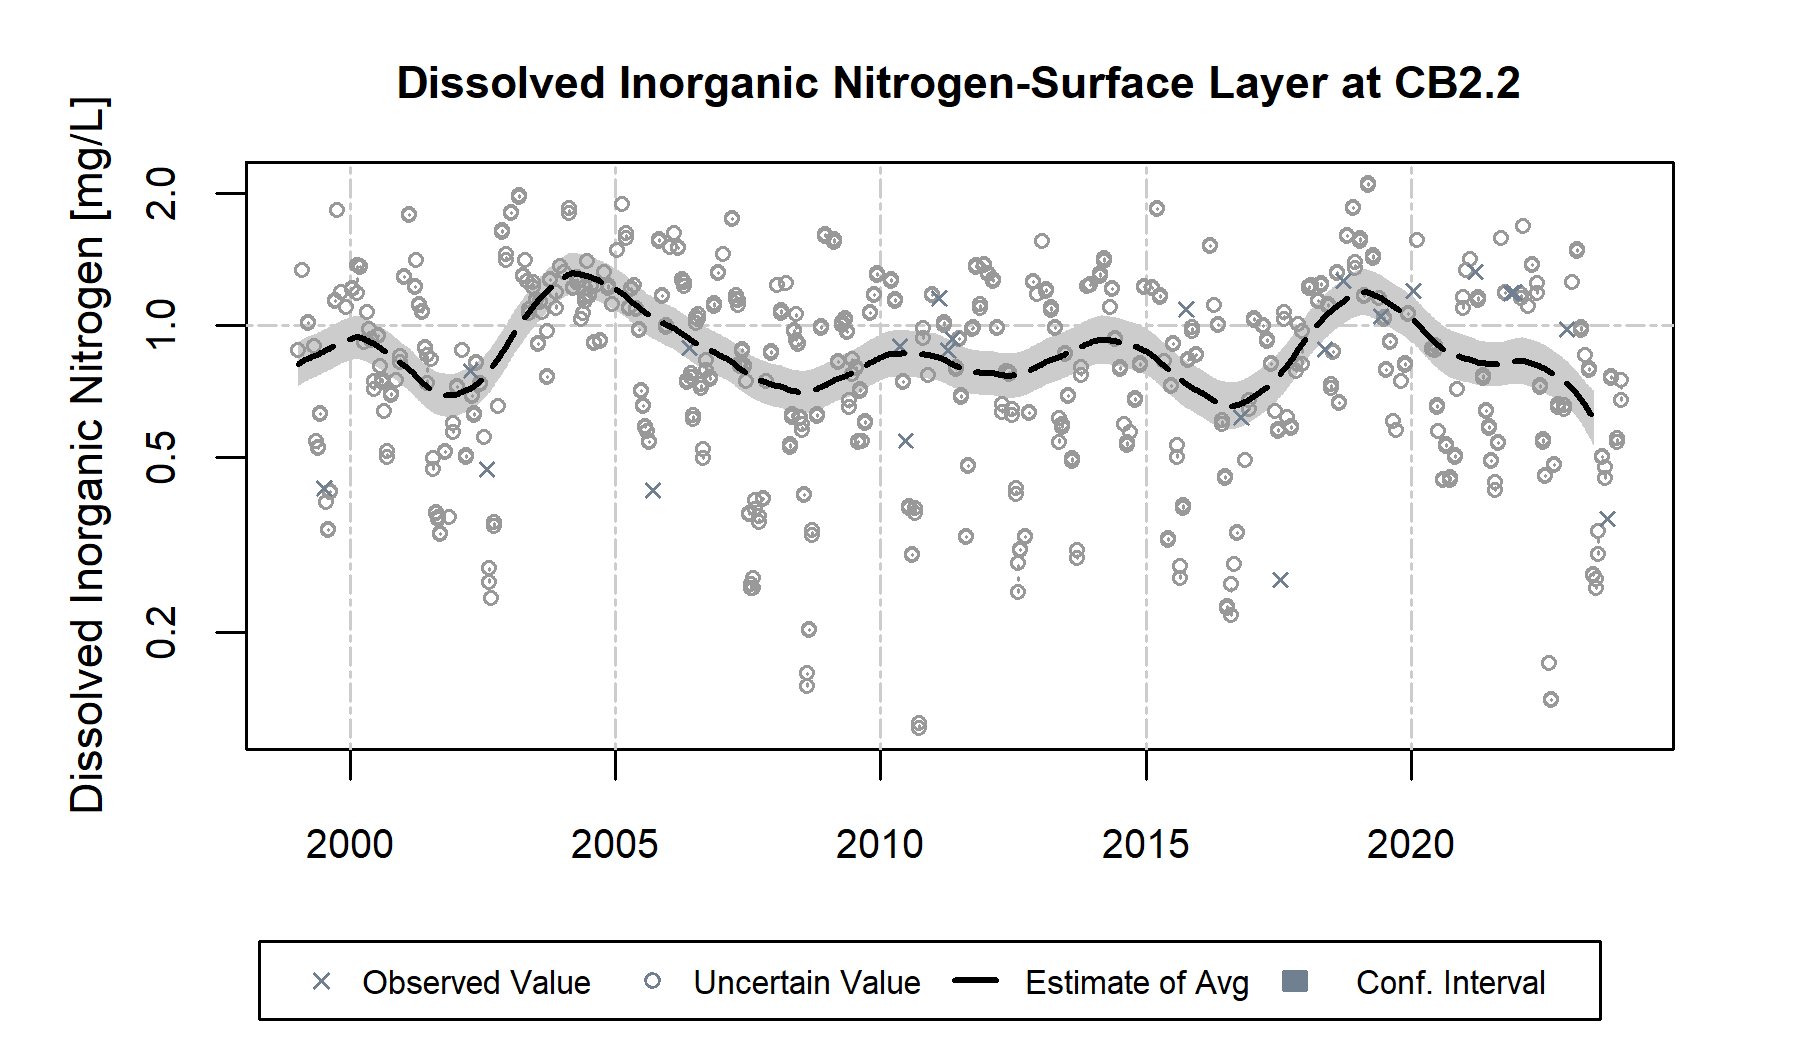 Dissolved Inorganic Nitrogen-Surface Layer at CB2.2
Dissolved Inorganic Nitrogen [mg/L]
2.0
1.0
0.5
0.2
2000 2005 2010 2015 2020
Observed Value Uncertain Value Estimate of Avg Conf. Interval